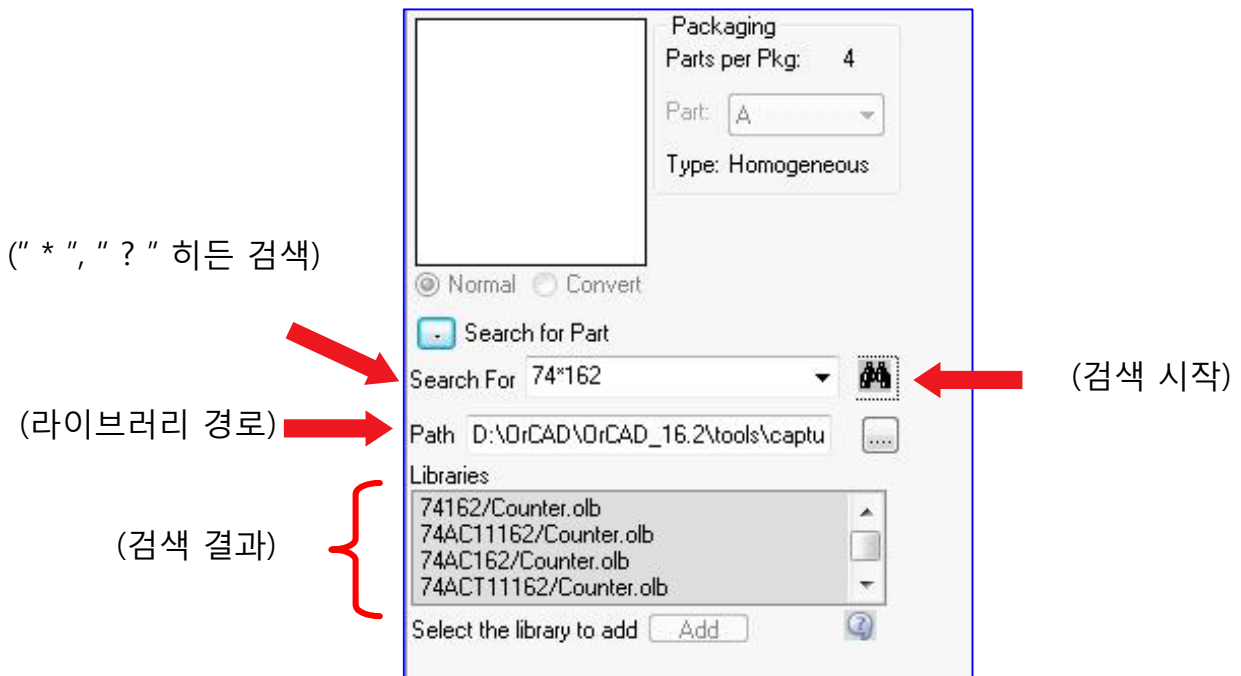 Packaging
Parts per Pkg: 4
Part: A
Type: Homogeneous
(“ * ”, “ ? ” 히든 검색)
Normal Convert
- Search for Part
Search For 74*162
(검색 시작)
(라이브러리 경로)
Path D:\OrCAD\OrCAD_16.2\tools\captu ....
Libraries
74162/Counter.olb
74AC11162/Counter.olb
74AC162/Counter.olb
74ACT11162/Counter.olb
(검색 결과)
Select the library to add Add